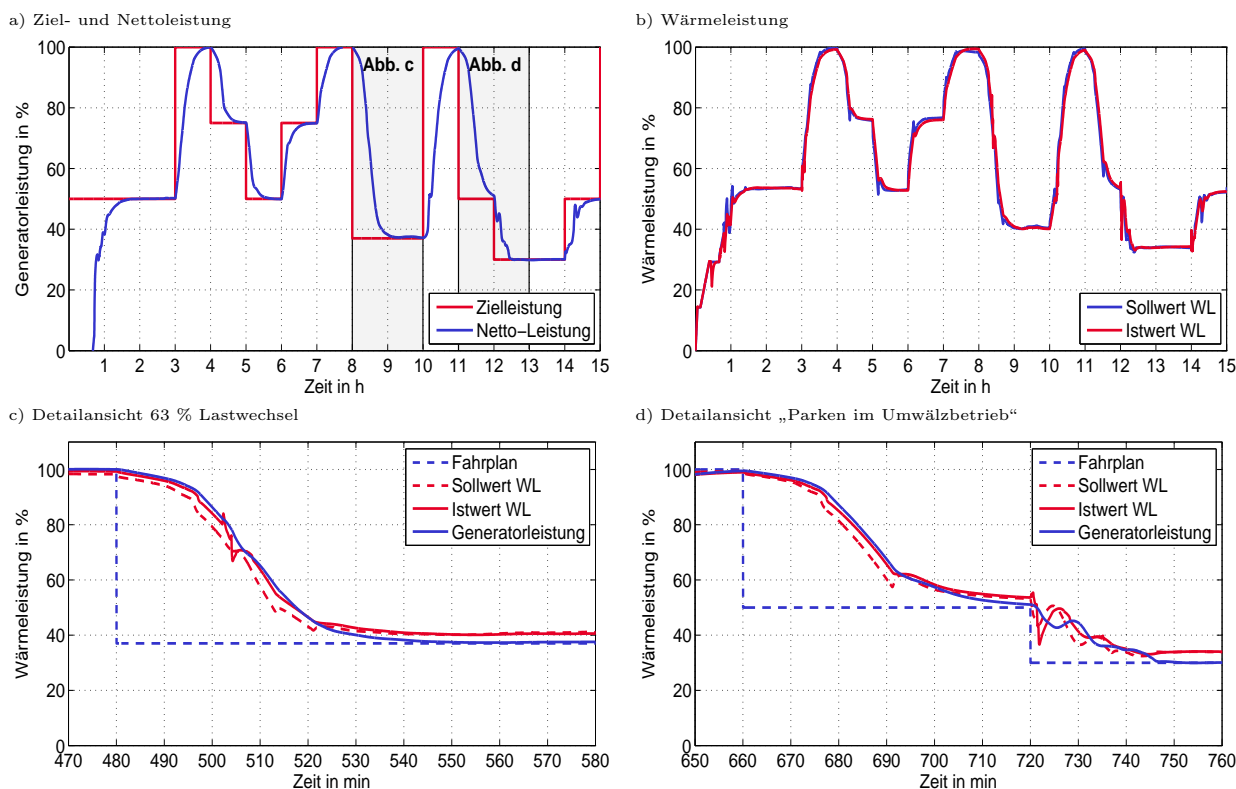 a) Ziel- und Nettoleistung
100
80
60
40
20
0
Generatorleistung in %
Abb. c
Abb. d
Zielleistung
Netto−Leistung
1 2 3 4 5 6 7 8 9 10 11 12 13 14 15
Zeit in h
b) Wärmeleistung
100
80
60
40
20
0
Wärmeleistung in %
Sollwert WL
Istwert WL
1 2 3 4 5 6 7 8 9 10 11 12 13 14 15
Zeit in h
c) Detailansicht 63 % Lastwechsel
100
80
60
40
20
0
Wärmeleistung in %
Fahrplan
Sollwert WL
Istwert WL
Generatorleistung
470 480 490 500 510 520 530 540 550 560 570 580
Zeit in min
d) Detailansicht „Parken im Umwälzbetrieb“
100
80
60
40
20
0
Wärmeleistung in %
Fahrplan
Sollwert WL
Istwert WL
Generatorleistung
650 660 670 680 690 700 710 720 730 740 750 760
Zeit in min